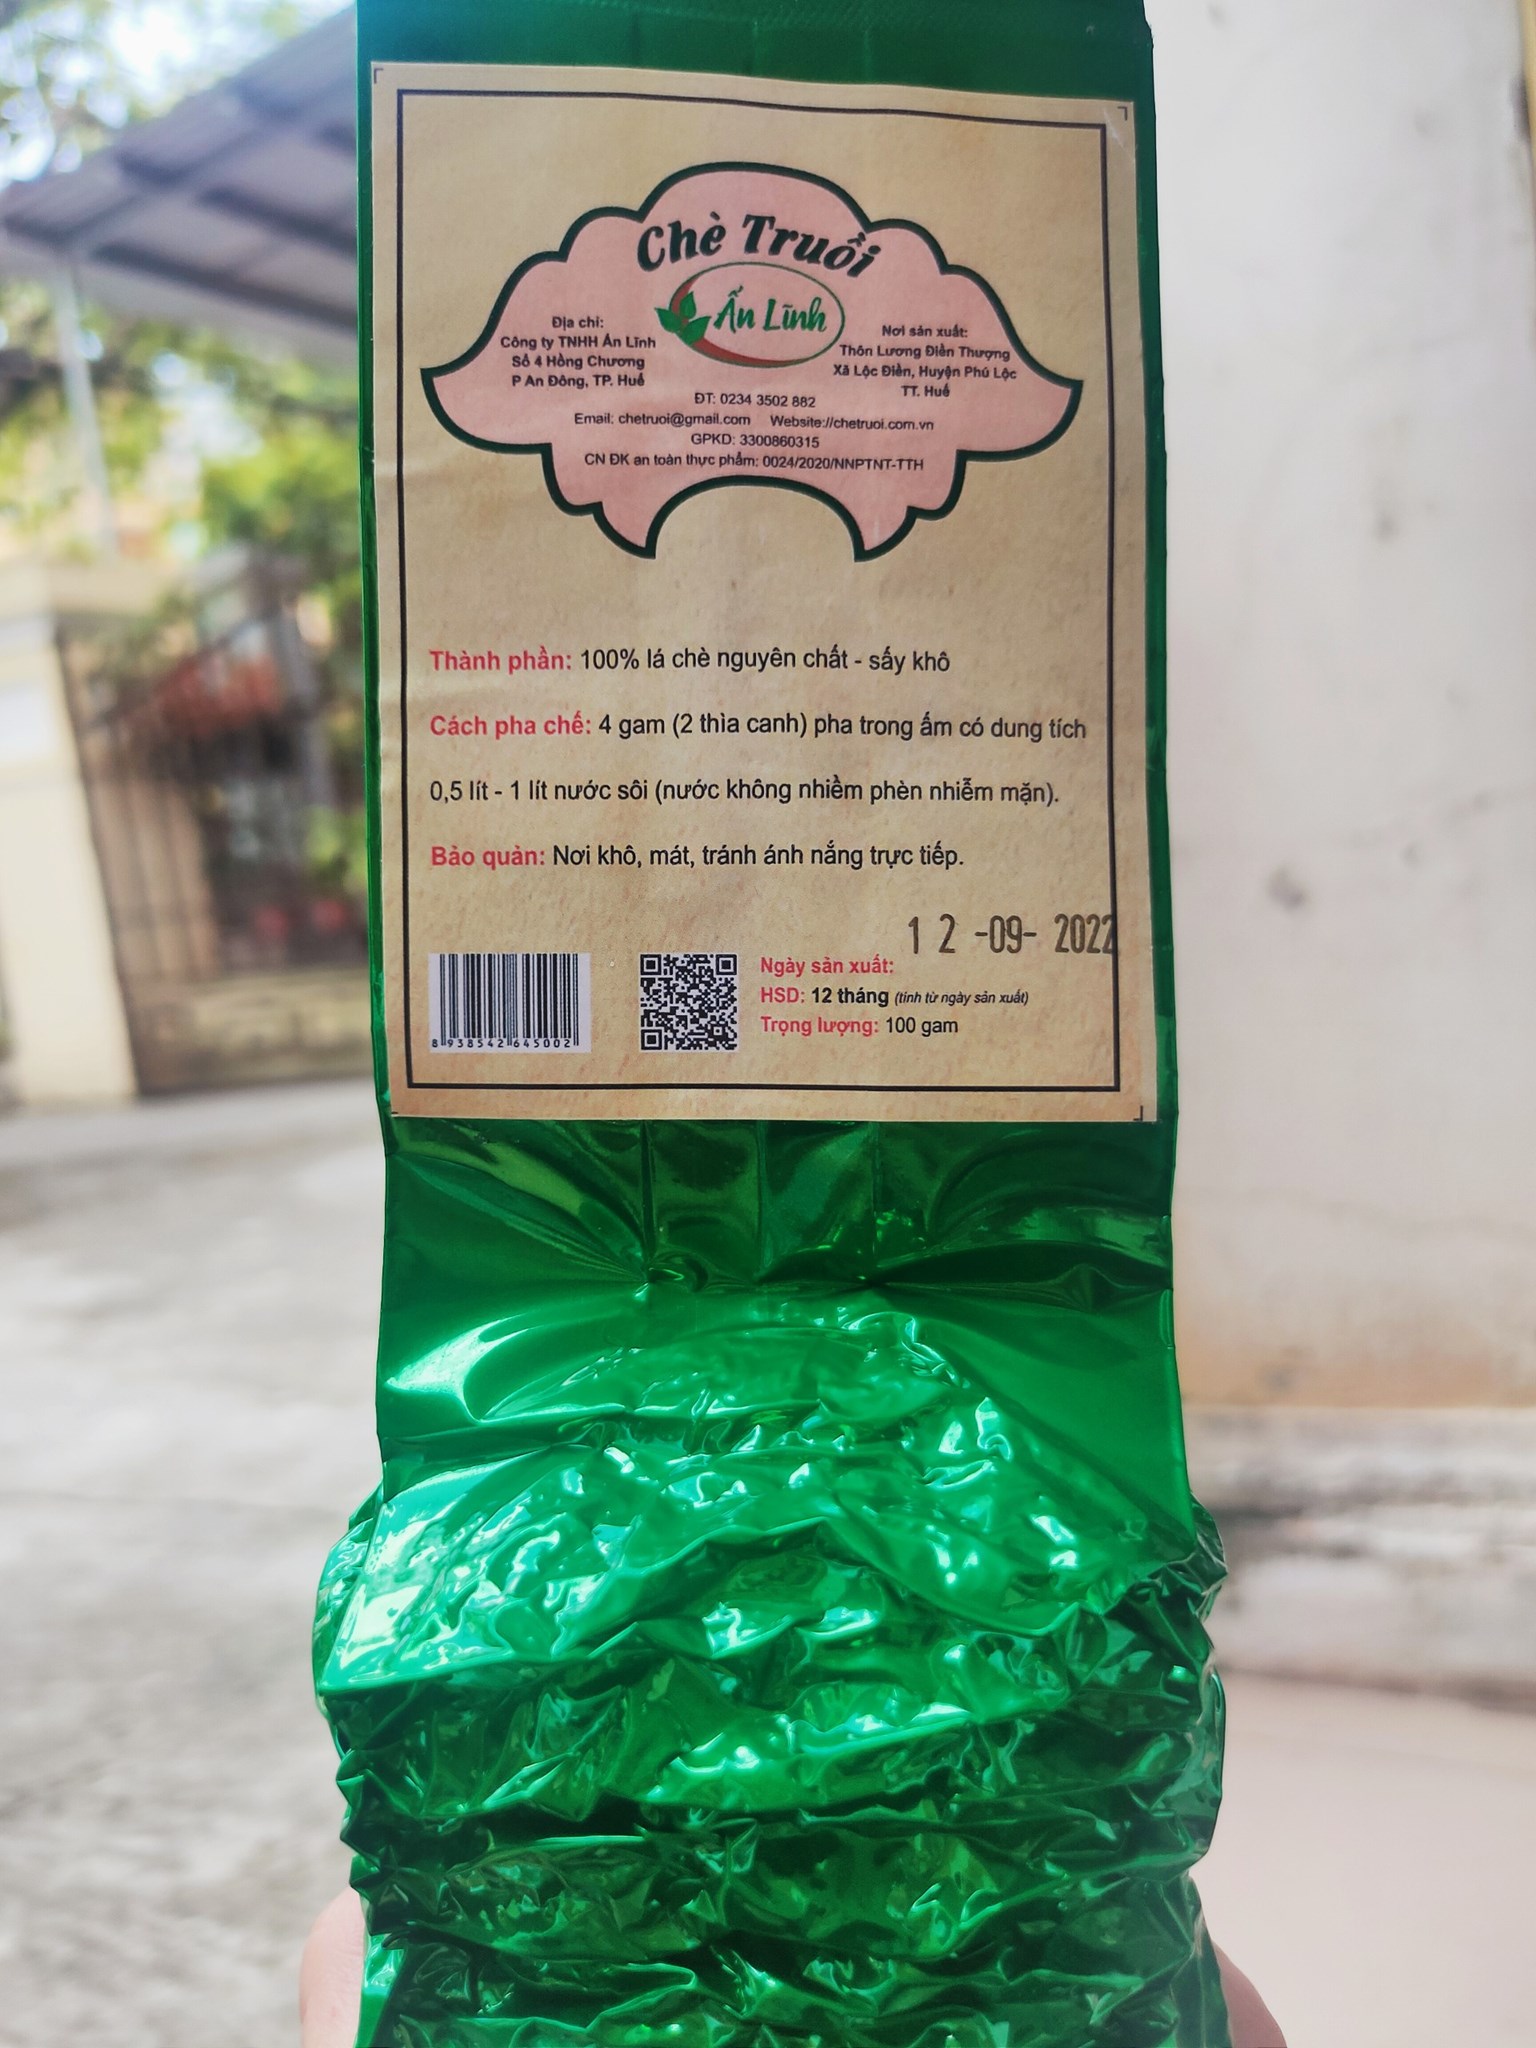 Chè Truồi
Ấn Lĩnh
Địa chỉ:
Công ty TNHH Ấn Lĩnh
Số 4 Hồng Chương
P An Đông, TP. Huế
Nơi sản xuất:
Thôn Lương Điền Thượng
Xã Lộc Điền, Huyện Phú Lộc
TT. Huế
ĐT: 0234 3502 882
Email: chetruoi@gmail.com Website://chetruoi.com.vn
GPKD: 3300860315
CN ĐK an toàn thực phẩm: 0024/2020/NNPTNT-TTH
Thành phần: 100% lá chè nguyên chất - sấy khô
Cách pha chế: 4 gam (2 thìa canh) pha trong ấm có dung tích
0,5 lít - 1 lít nước sôi (nước không nhiềm phèn nhiễm mặn).
Bảo quản: Nơi khô, mát, tránh ánh nắng trực tiếp.
12 -09- 2022
Ngày sản xuất:
HSD: 12 tháng (tính từ ngày sản xuất)
Trọng lượng: 100 gam
8 938542 645002